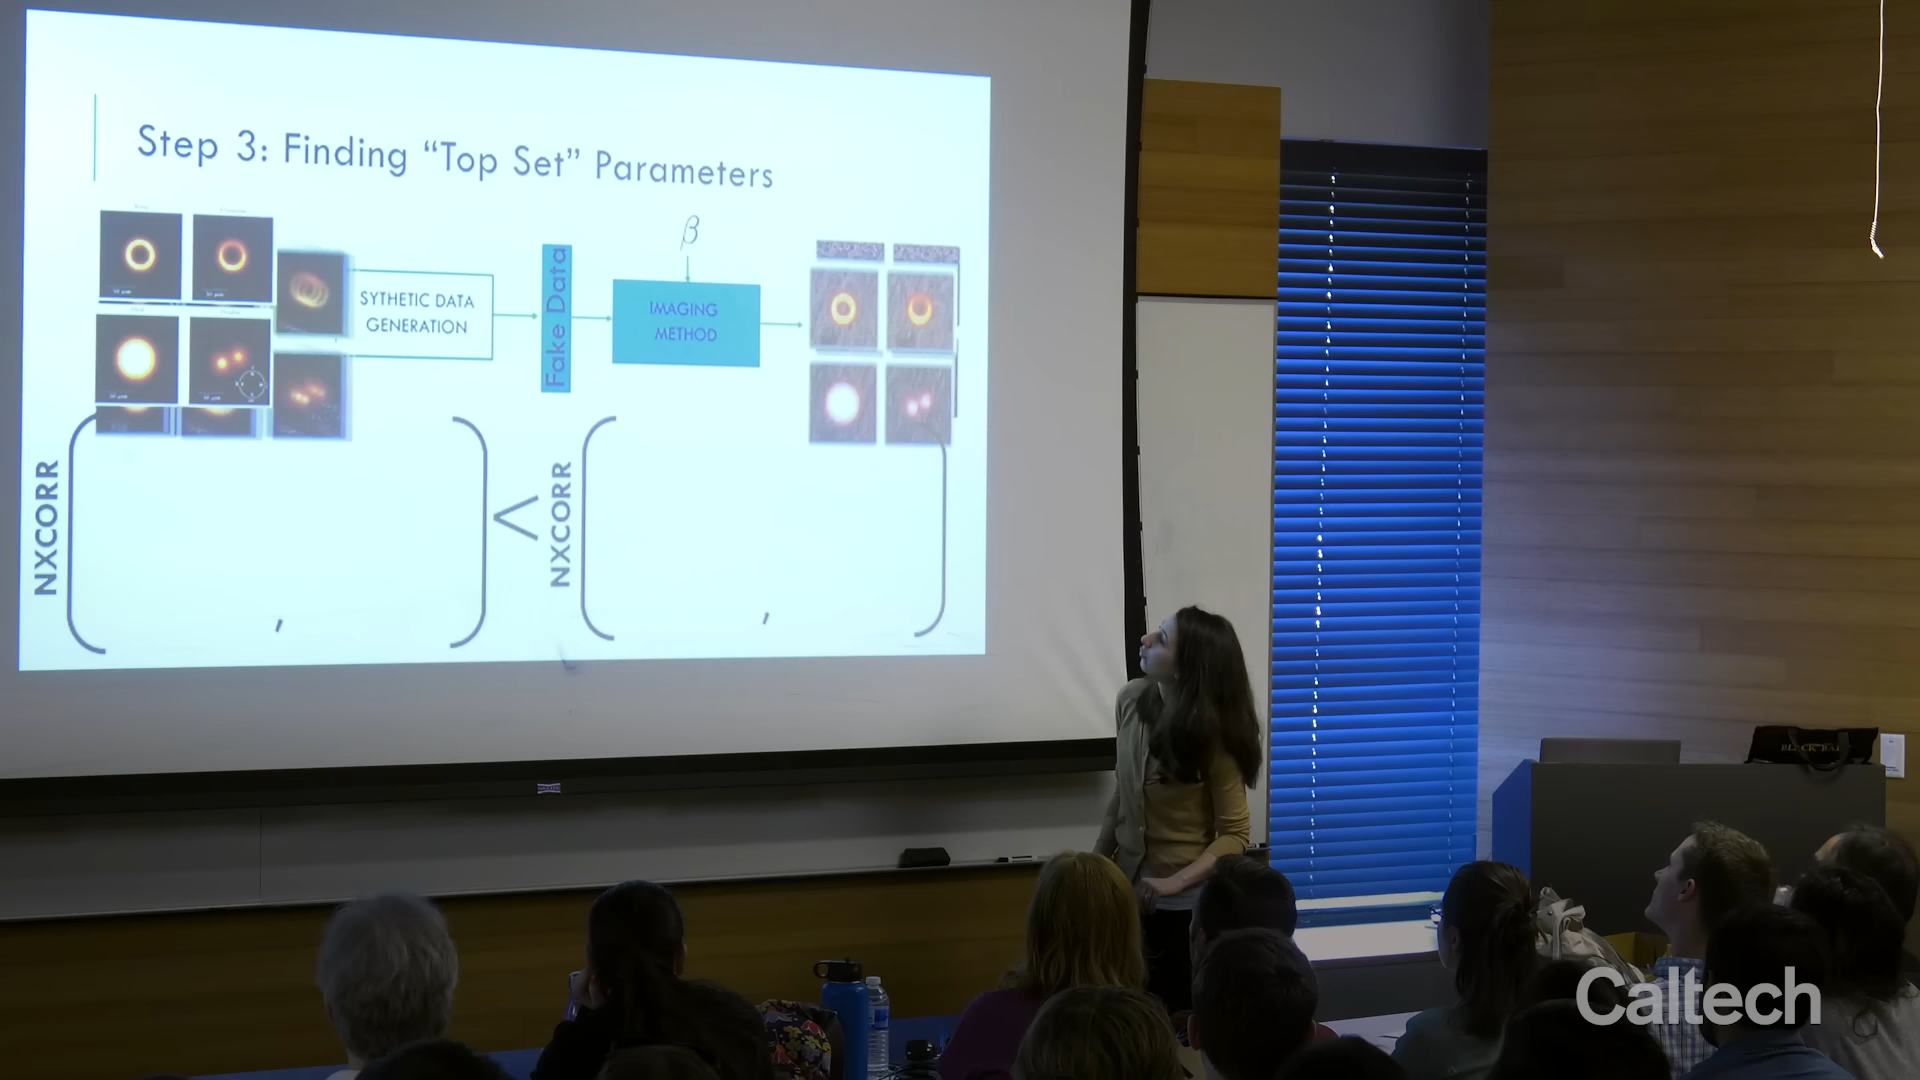 Step 3: Finding “Top Set” Parameters
β
SYTHETIC DATA
GENERATION
Fake Data
IMAGING
METHOD
NXCORR
,
<
NXCORR
,
Caltech